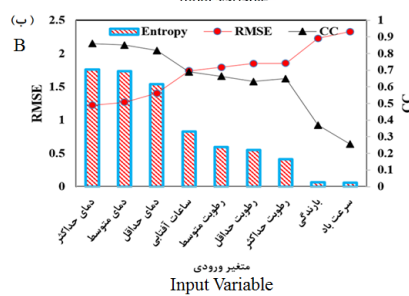 (ب)
B
Entropy RMSE CC
2.5
2
1.5
1
0.5
0
RMSE
1
0.9
0.8
0.7
0.6
0.5
0.4
0.3
0.2
0.1
0
CC
دمای حداکثر
دمای متوسط
دمای حداقل
ساعات آفتابی
رطوبت متوسط
رطوبت حداقل
رطوبت حداکثر
بارندگی
سرعت باد
متغیر ورودی
Input Variable